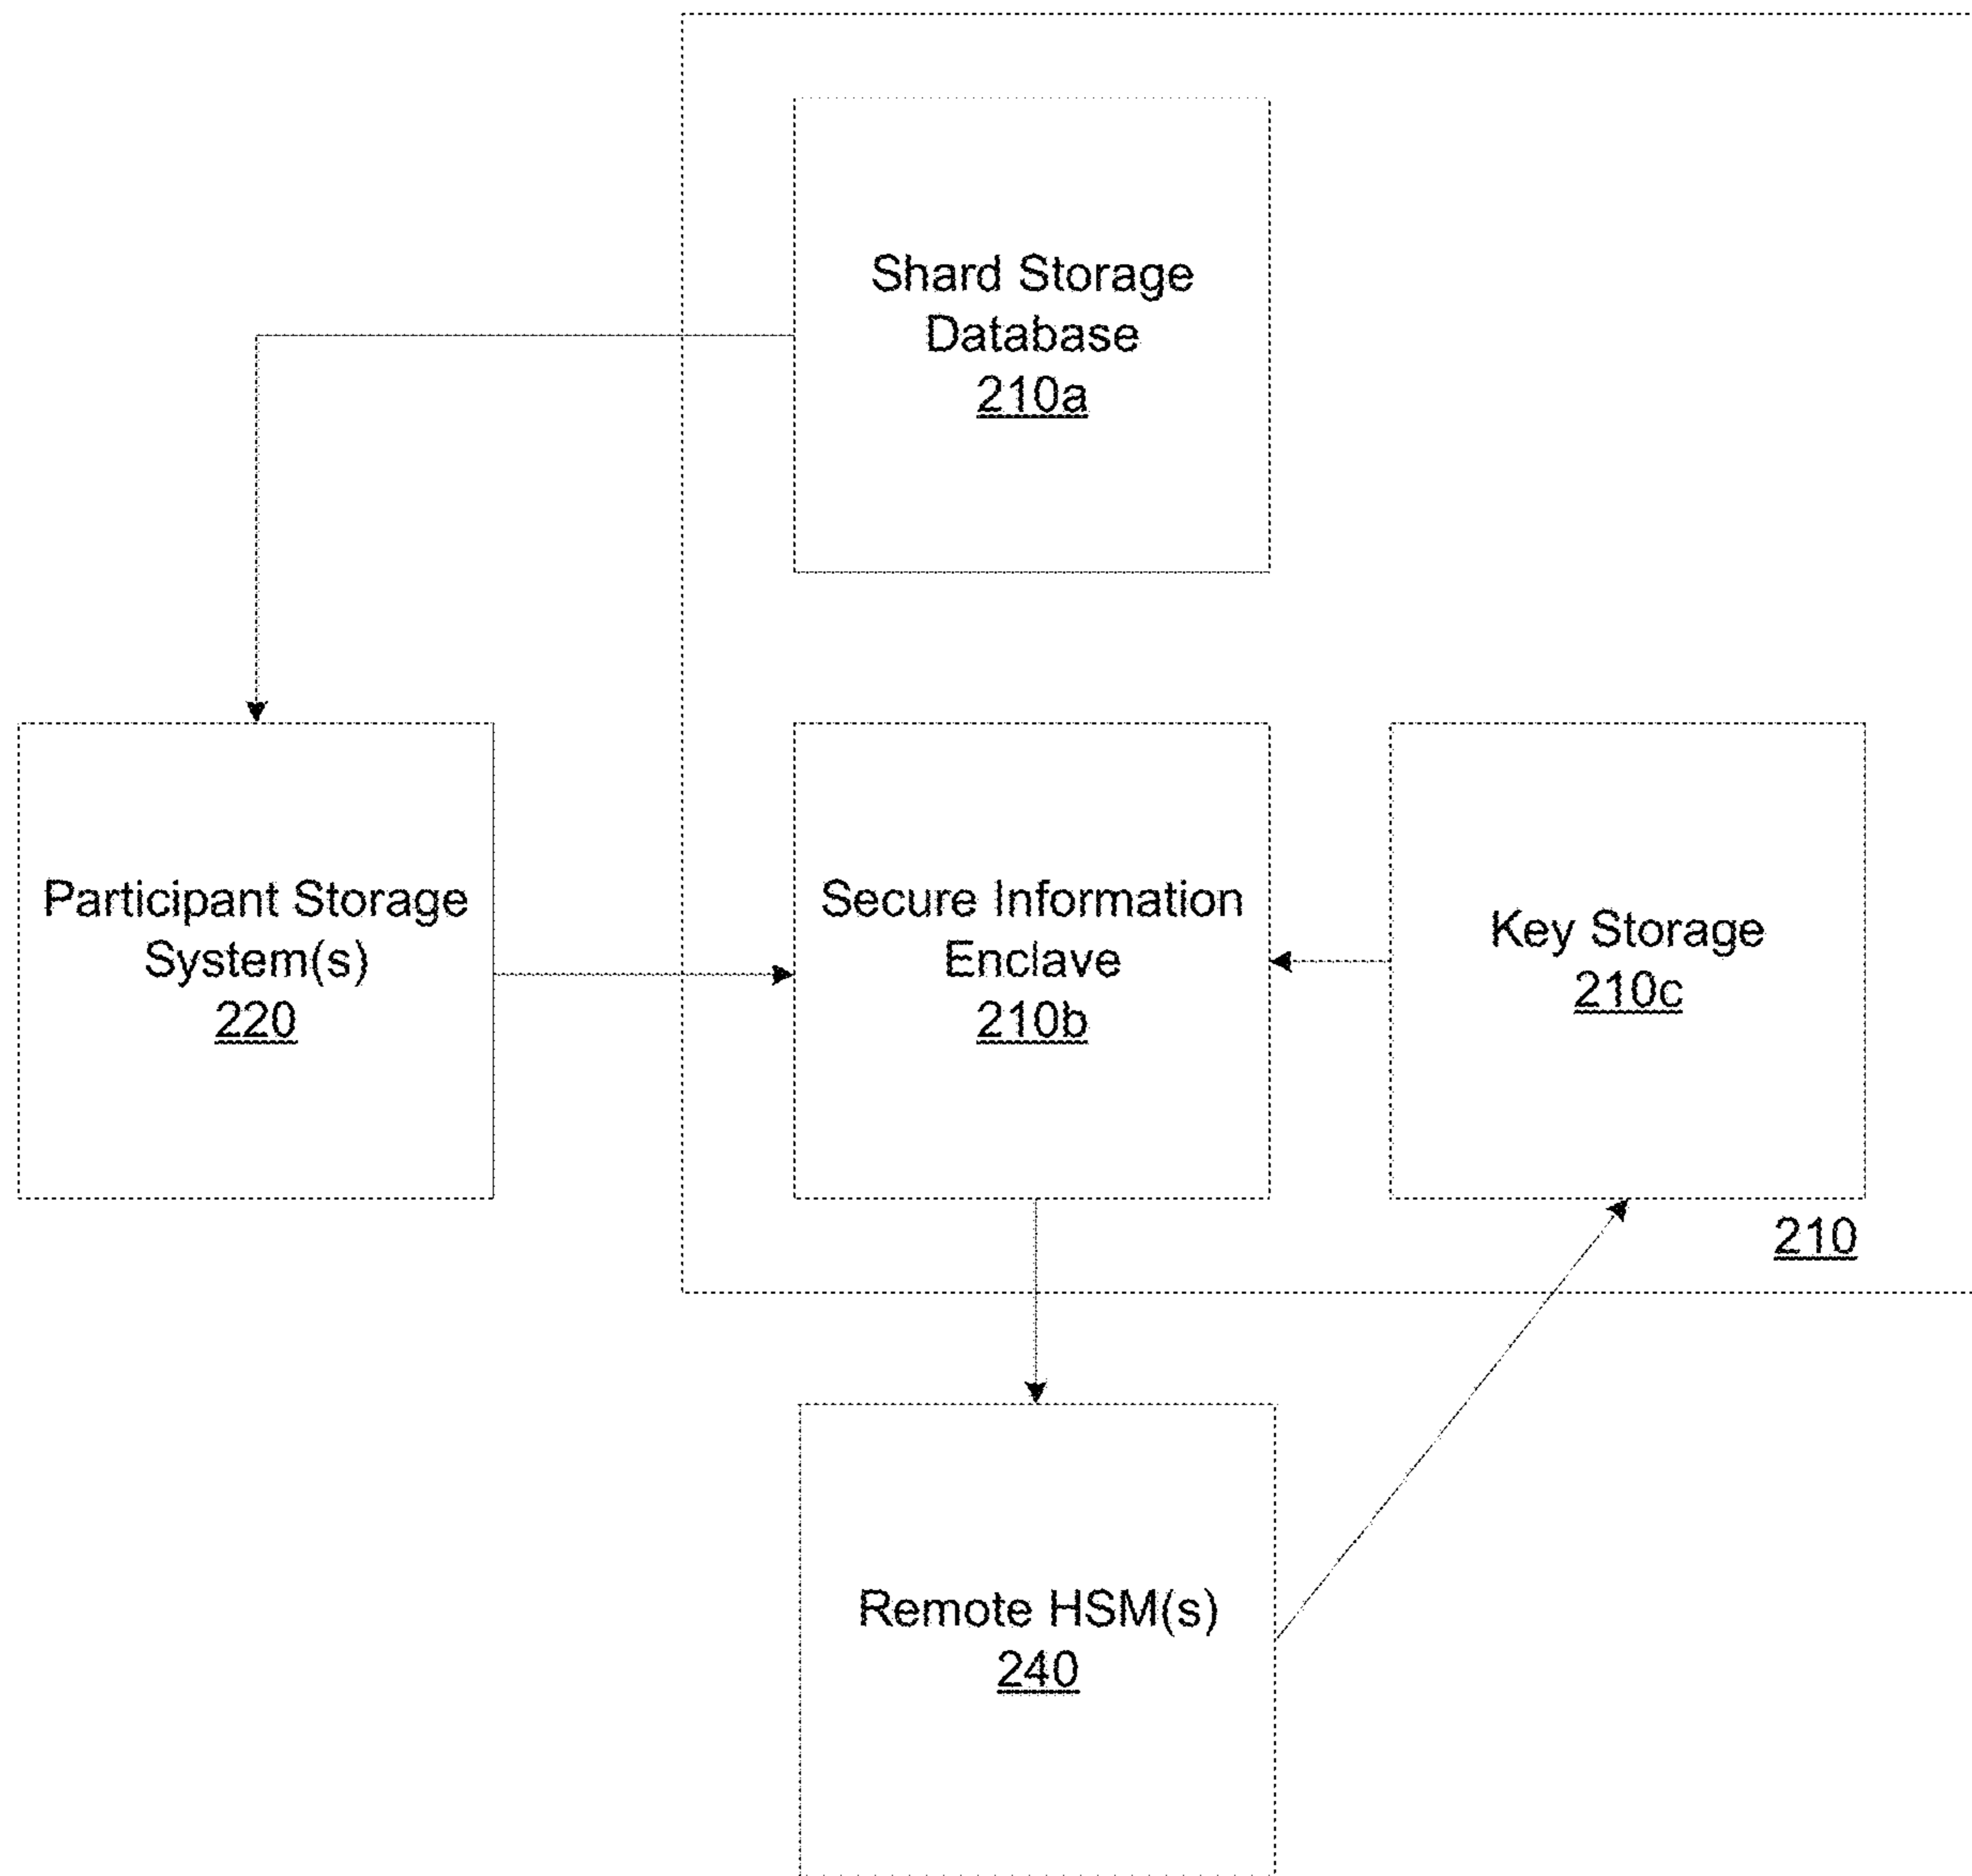 Shard Storage
Database
210a
Participant Storage
System(s)
220
Secure Information
Enclave
210b
Key Storage
210c
210
Remote HSM(s)
240